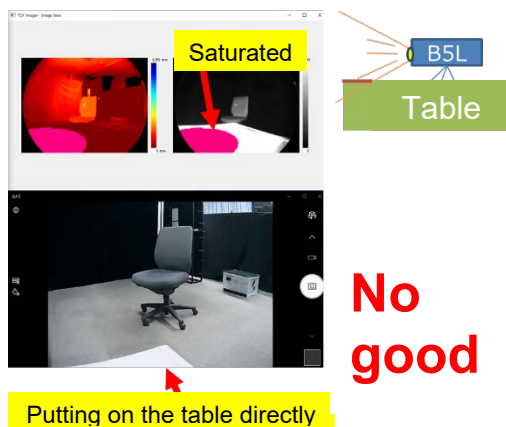 TOF Imager - Image View
Saturated
B5L
Table
No
good
Putting on the table directly